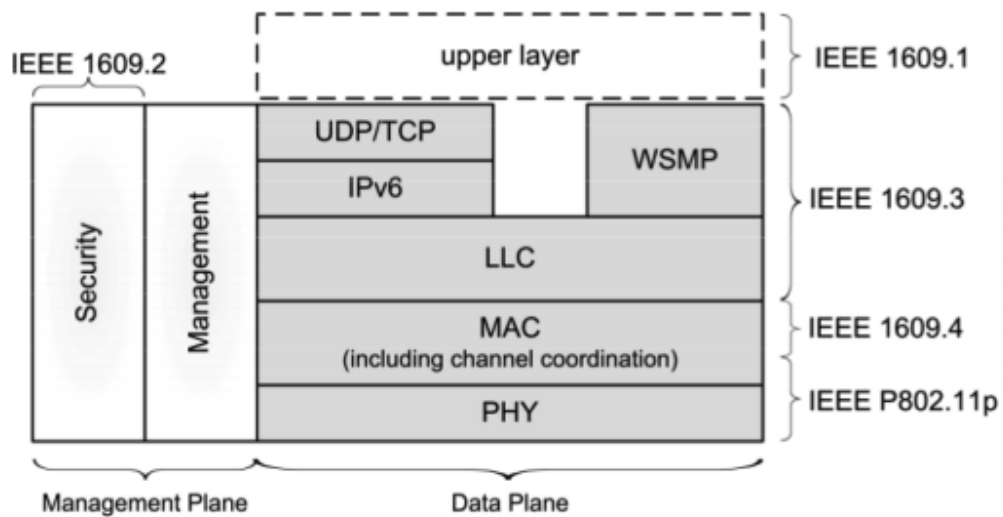 upper layer
IEEE 1609.1
IEEE 1609.2
UDP/TCP
WSMP
IPv6
IEEE 1609.3
Security
Management
LLC
MAC
(including channel coordination)
IEEE 1609.4
PHY
IEEE P802.11p
Management Plane
Data Plane